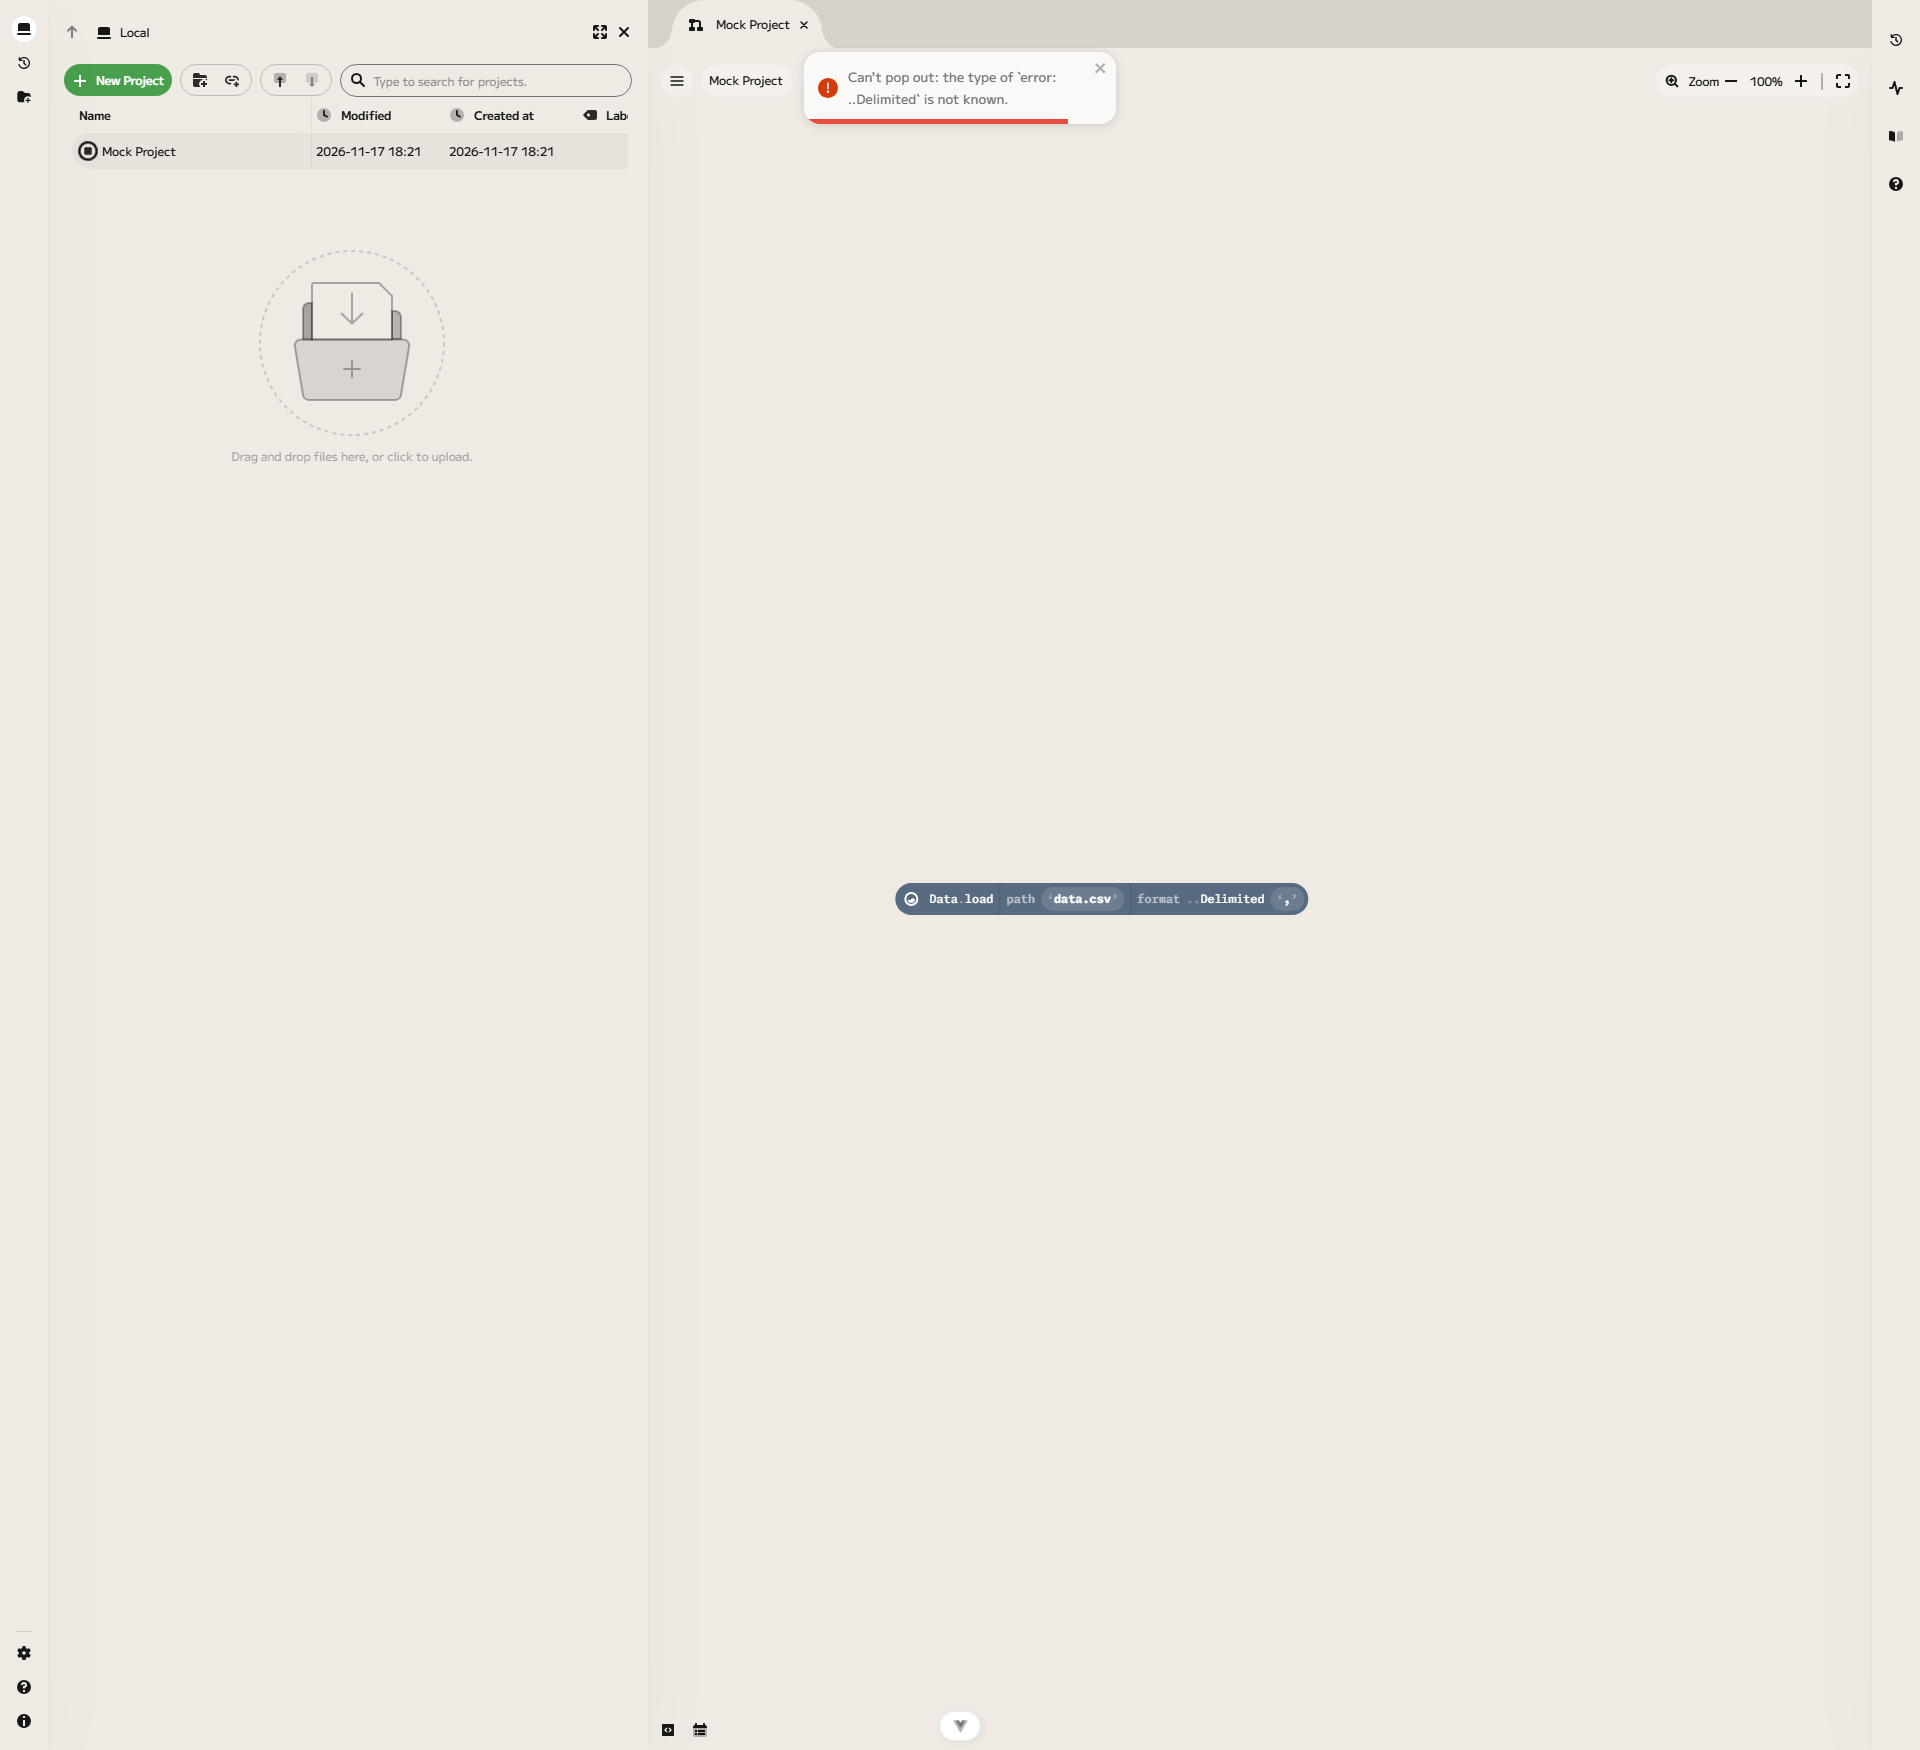 Local
New Project
Type to search for projects.
Name
Modified
Created at
Lab
Mock Project
2026-11-17 18:21
2026-11-17 18:21
Drag and drop files here, or click to upload.
Mock Project
Mock Project
Can't pop out: the type of `error:
..Delimited` is not known.
Zoom
100%
Data.load path ‘data.csv’ format ..Delimited ‘,’